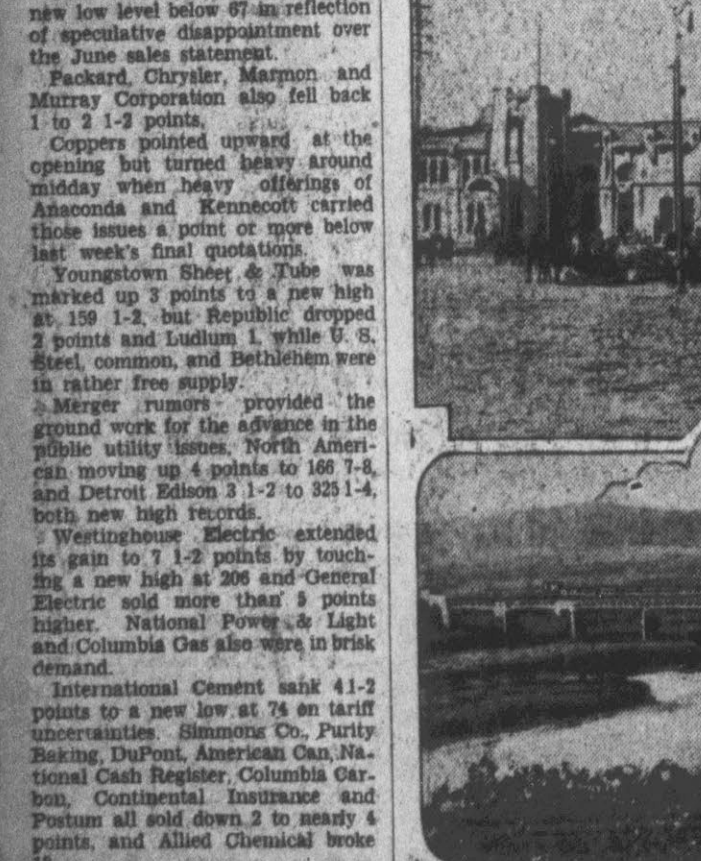 new low level below 67 in reflection
of speculative disappointment over
the June sales statement.
Packard, Chrysler, Marmon and
Murray Corporation also fell back
1 to 2 1-2 points.
Coppers pointed upward at the
opening but turned heavy around
midday when heavy offerings of
Anaconda and Kennecott carried
those issues a point or more below
last week's final quotations.
Youngstown Sheet & Tube was
marked up 3 points to a new high
at 159 1-2, but Republic dropped
2 points and Ludlum 1, while U. S.
Steel, common, and Bethlehem were
in rather free supply.
Merger rumors provided the
ground work for the advance in the
public utility issues, North Ameri-
can moving up 4 points to 166 7-8,
and Detroit Edison 3 1-2 to 325 1-4,
both new high records.
Westinghouse Electric extended
its gain to 7 1-2 points by touch-
ing a new high at 206 and General
Electric sold more than 5 points
higher. National Power & Light
and Columbia Gas also were in brisk
demand.
International Cement sank 4 1-2
points to a new low at 74 on tariff
uncertainties. Simmons Co., Purity
Baking, DuPont, American Can, Na-
tional Cash Register, Columbia Car-
bon, Continental Insurance and
Postum all sold down 2 to nearly 4
points, and Allied Chemical broke